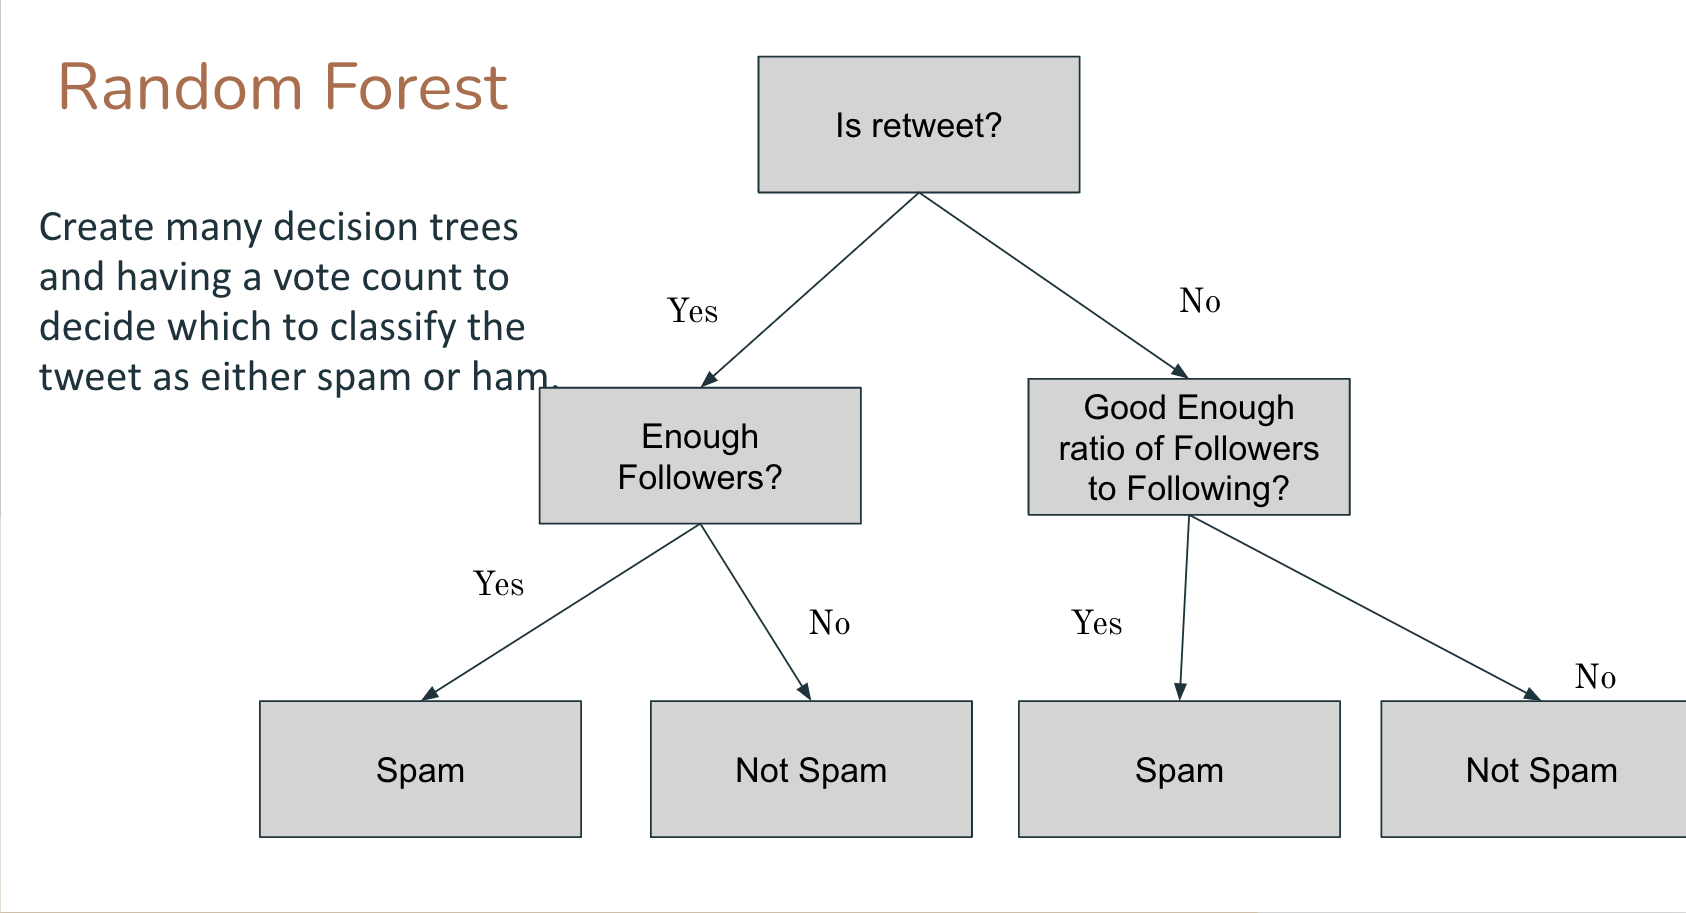 Random Forest
Create many decision trees
and having a vote count to
decide which to classify the
tweet as either spam or ham.
Is retweet?
Yes
No
Enough
Followers?
Good Enough
ratio of Followers
to Following?
Yes
No
Yes
No
Spam
Not Spam
Spam
Not Spam